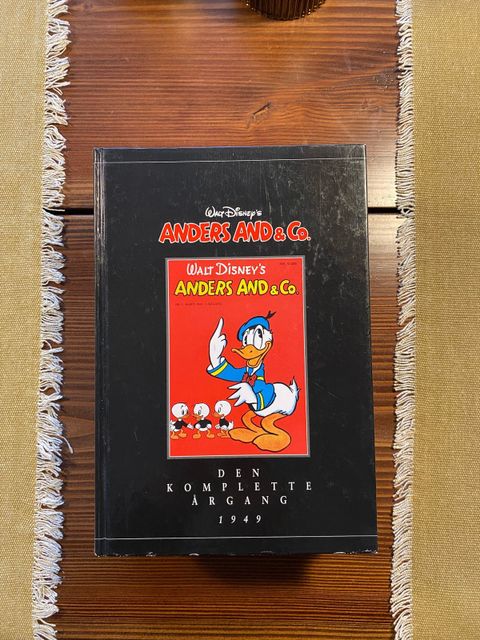 WALT DISNEY'S
ANDERS AND & CO.
WALT DISNEY'S
ANDERS AND & CO.
DEN
KOMPLETTE
ÅRGANG
1949